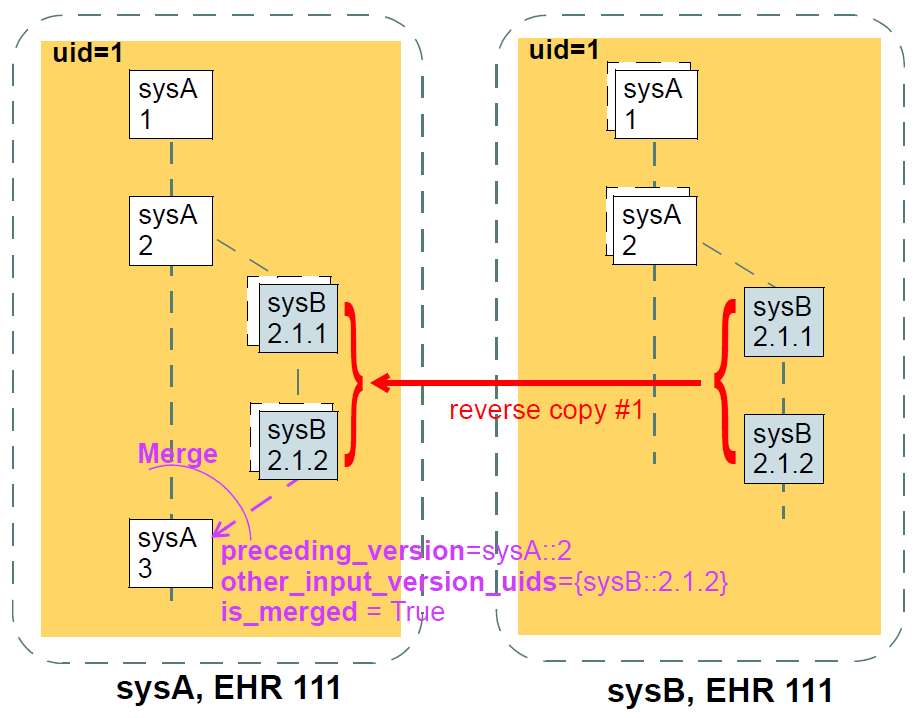 uid=1
sysA
1
sysA
2
sysB
2.1.1
sysB
2.1.2
Merge
sysA
3
preceding_version=sysA::2
other_input_version_uids={sysB::2.1.2}
is_merged = True
sysA, EHR 111
reverse copy #1
uid=1
sysA
1
sysA
2
sysB
2.1.1
sysB
2.1.2
sysB, EHR 111